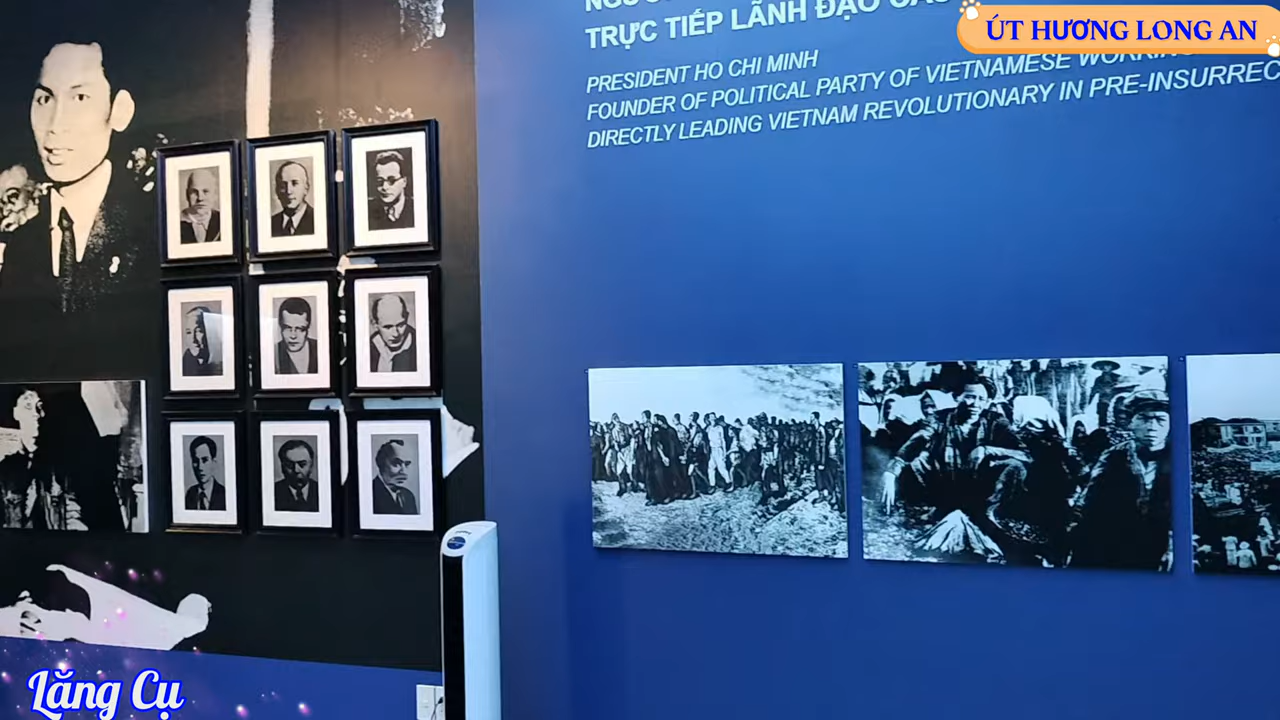 TRỰC TIẾP LÃNH ĐẠO
PRESIDENT HO CHI MINH
FOUNDER OF POLITICAL PARTY OF VIETNAMESE
DIRECTLY LEADING VIETNAM REVOLUTIONARY IN PRE-INSURREC
ÚT HƯƠNG LONG AN
Lăng Cụ